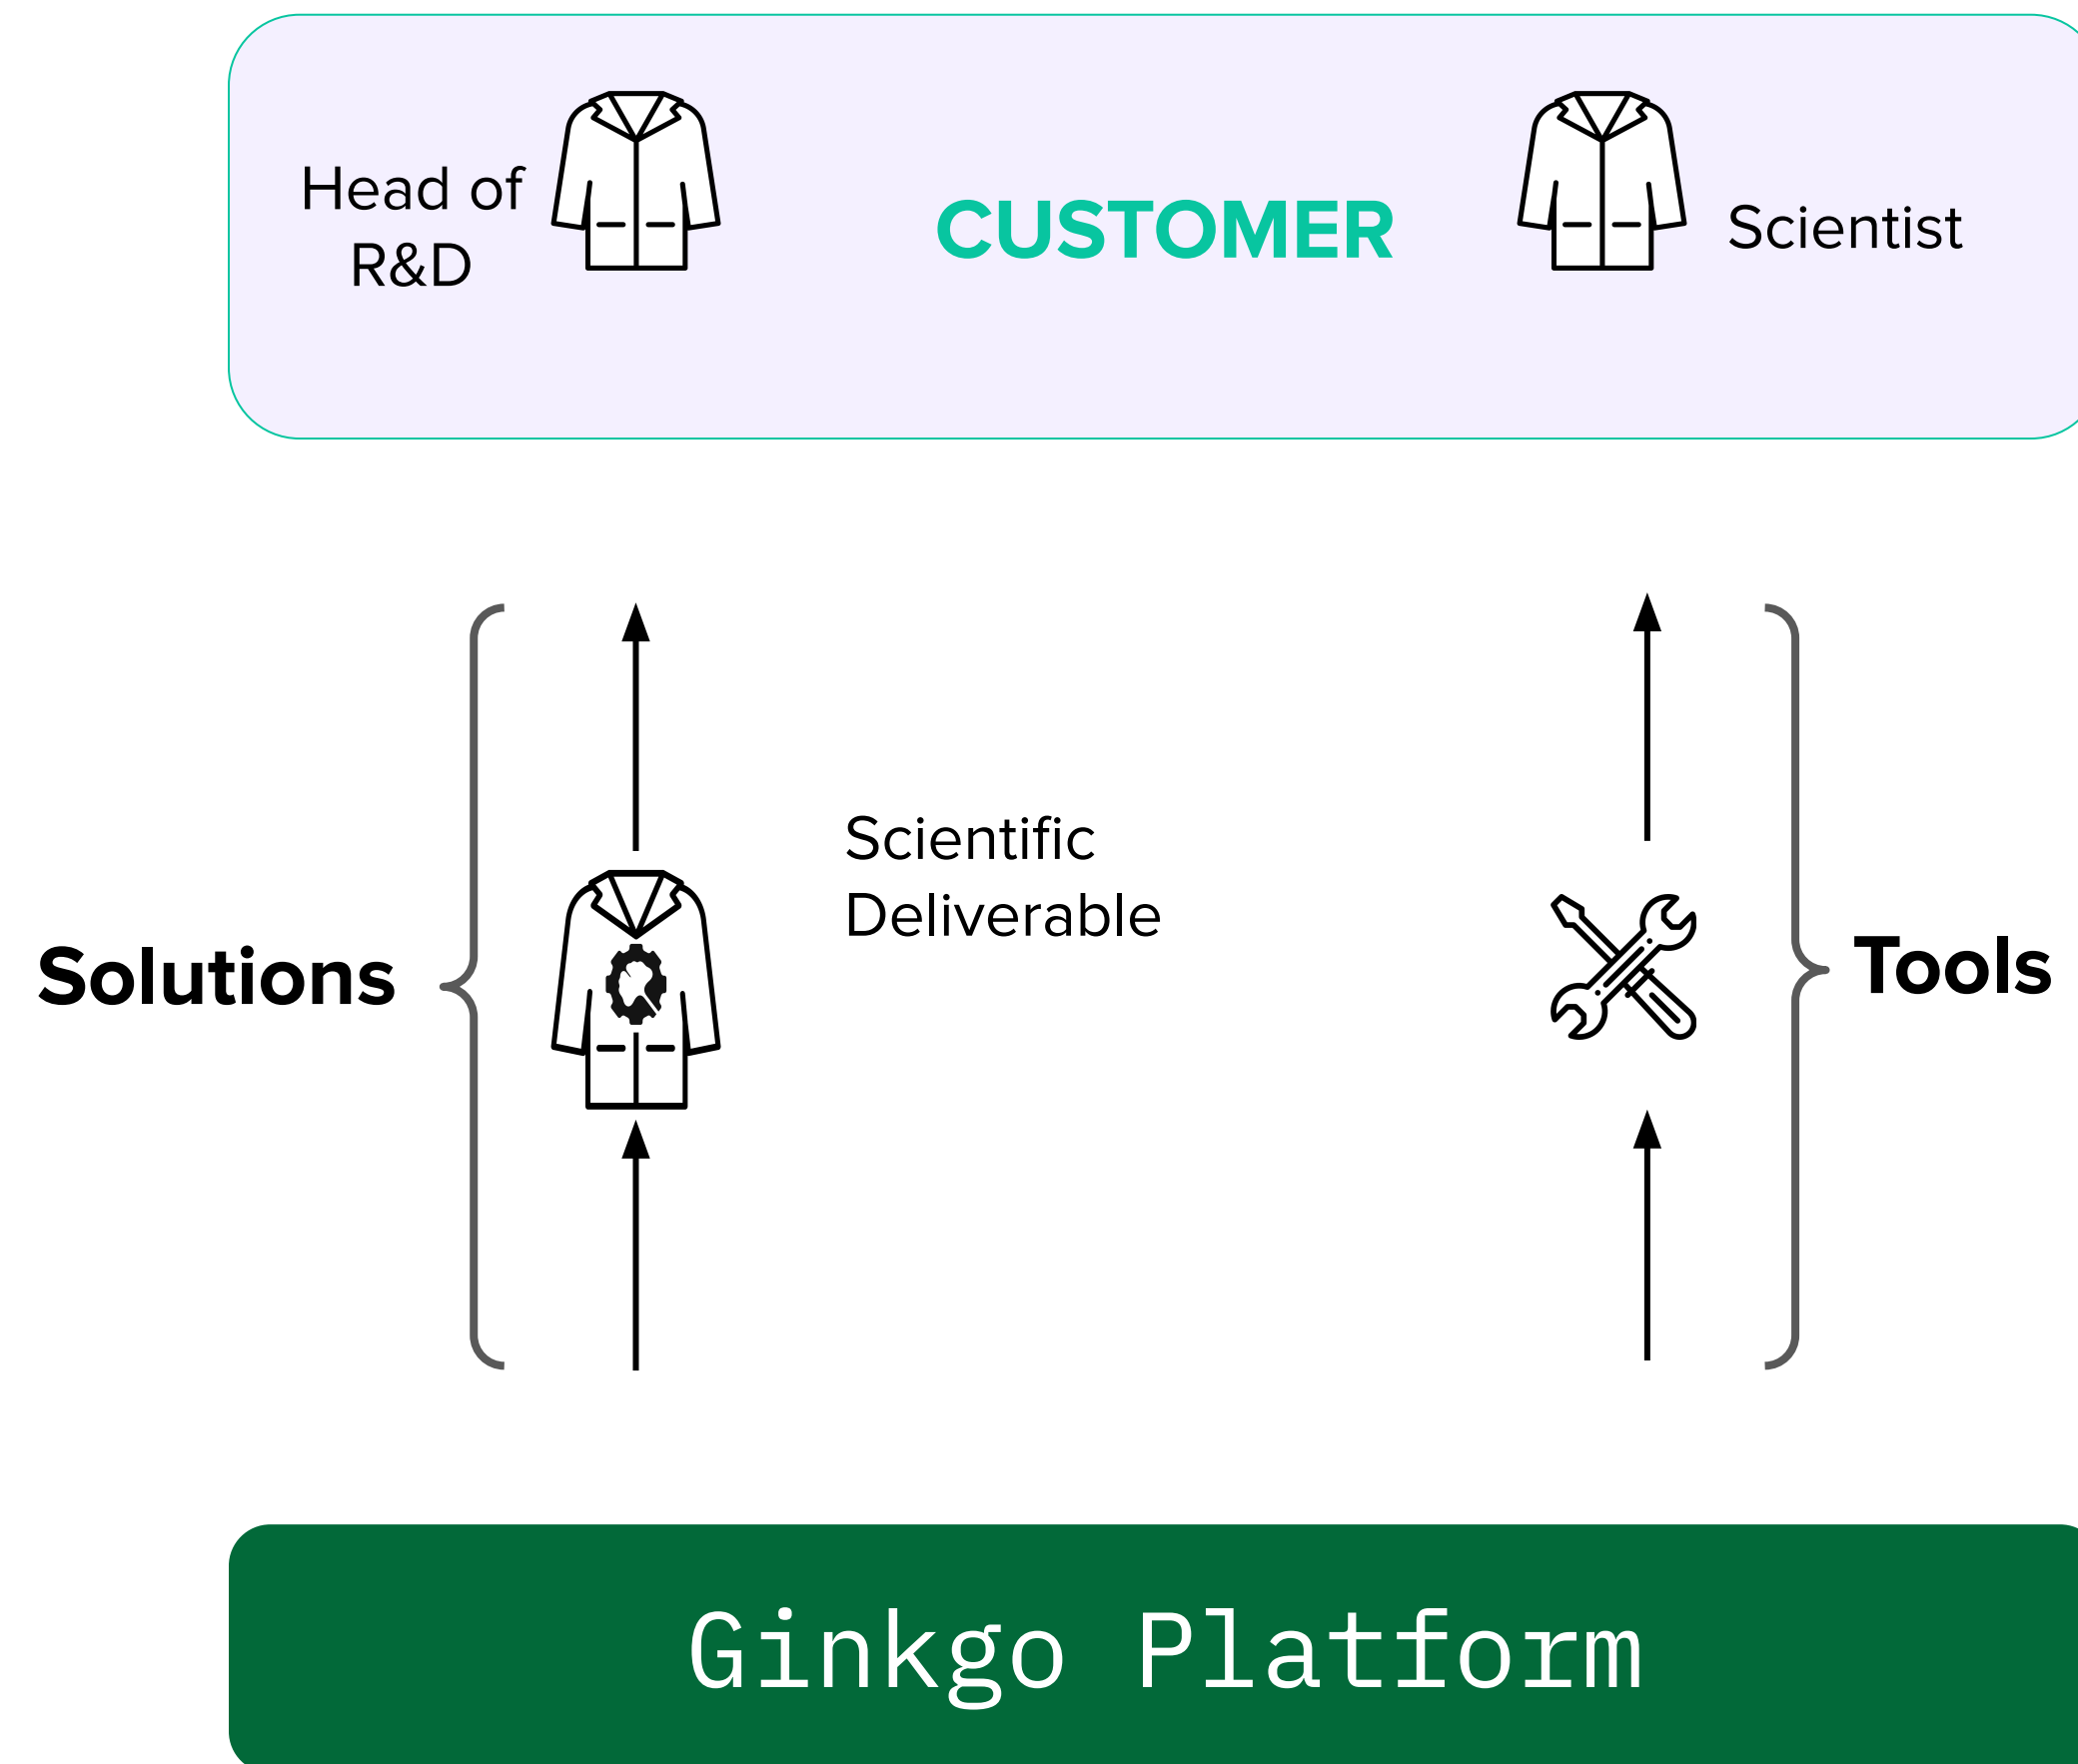 Head of
R&D
CUSTOMER
Scientist
Scientific
Deliverable
Solutions
Tools
Ginkgo Platform